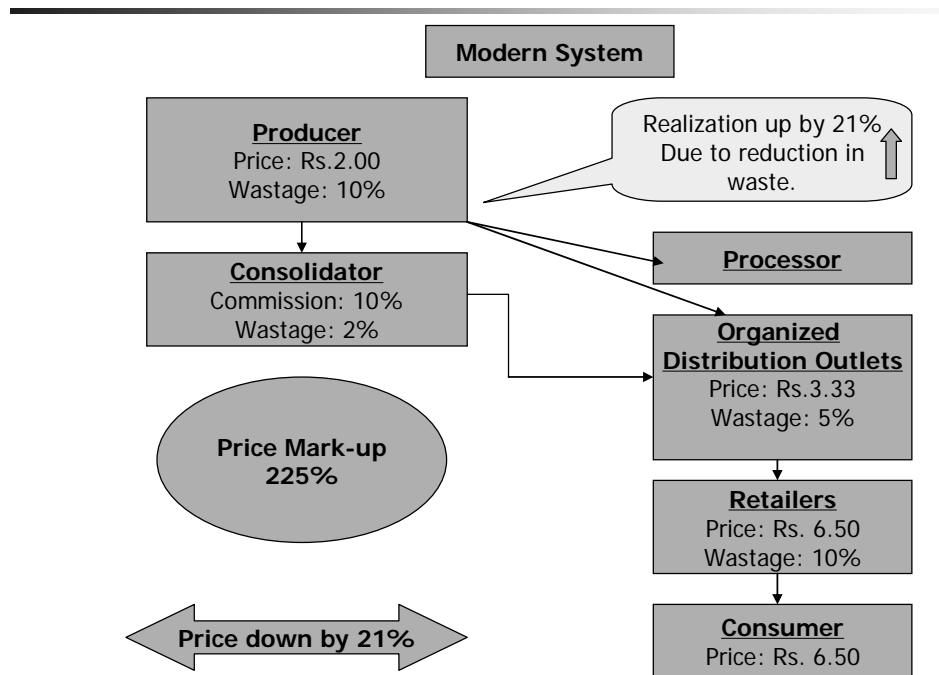 Modern System
Producer
Price: Rs.2.00
Wastage: 10%
Realization up by 21%
Due to reduction in
waste.
Consolidator
Commission: 10%
Wastage: 2%
Processor
Organized
Distribution Outlets
Price: Rs.3.33
Wastage: 5%
Price Mark-up
225%
Retailers
Price: Rs. 6.50
Wastage: 10%
Price down by 21%
Consumer
Price: Rs. 6.50